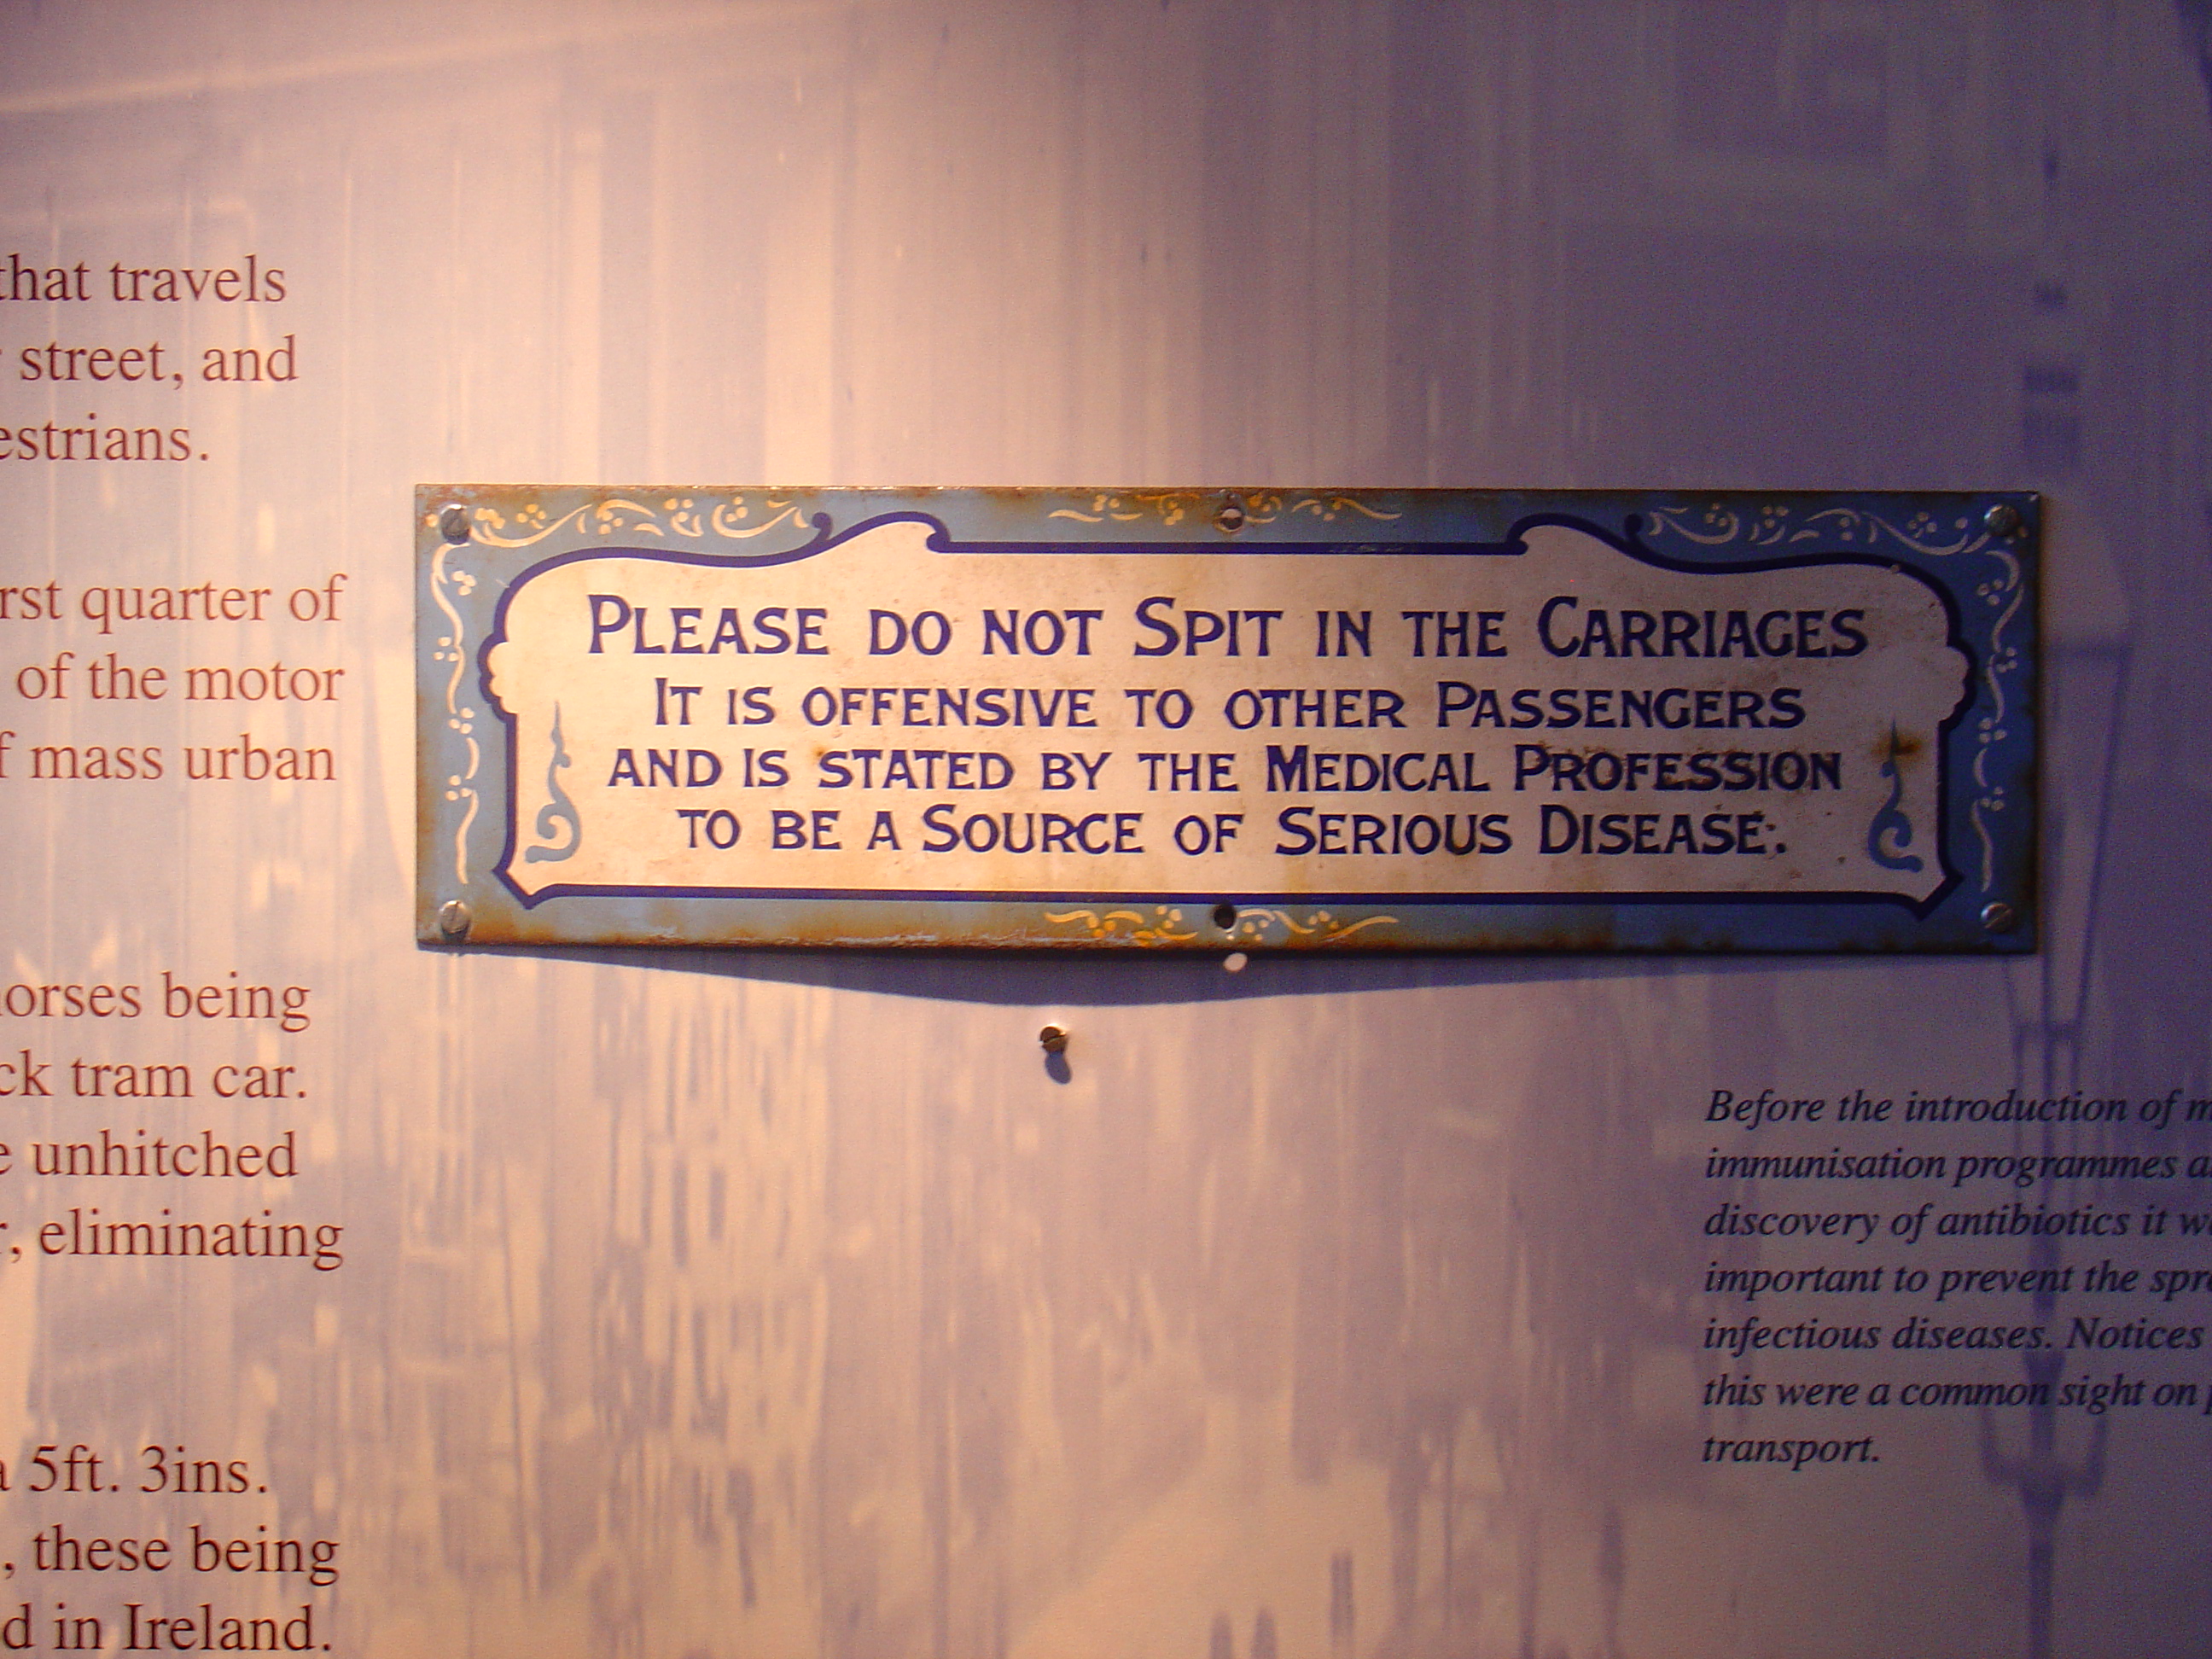 that travels
street, and
rst quarter of
of the motor
mass urban
being
tram car.
unhitched
eliminating
5ft. 3ins.
, these being
in Ireland.
PLEASE DO NOT SPIT IN THE CARRIAGES
IT IS OFFENSIVE TO OTHER PASSENGERS
AND IS STATED BY THE MEDICAL PROFESSION
TO BE A SOURCE OF SERIOUS DISEASE.
Before the introduction of
immunisation programmes
discovery of antibiotics it
important to prevent the
infectious diseases. Notices
this were a common sight on
transport.